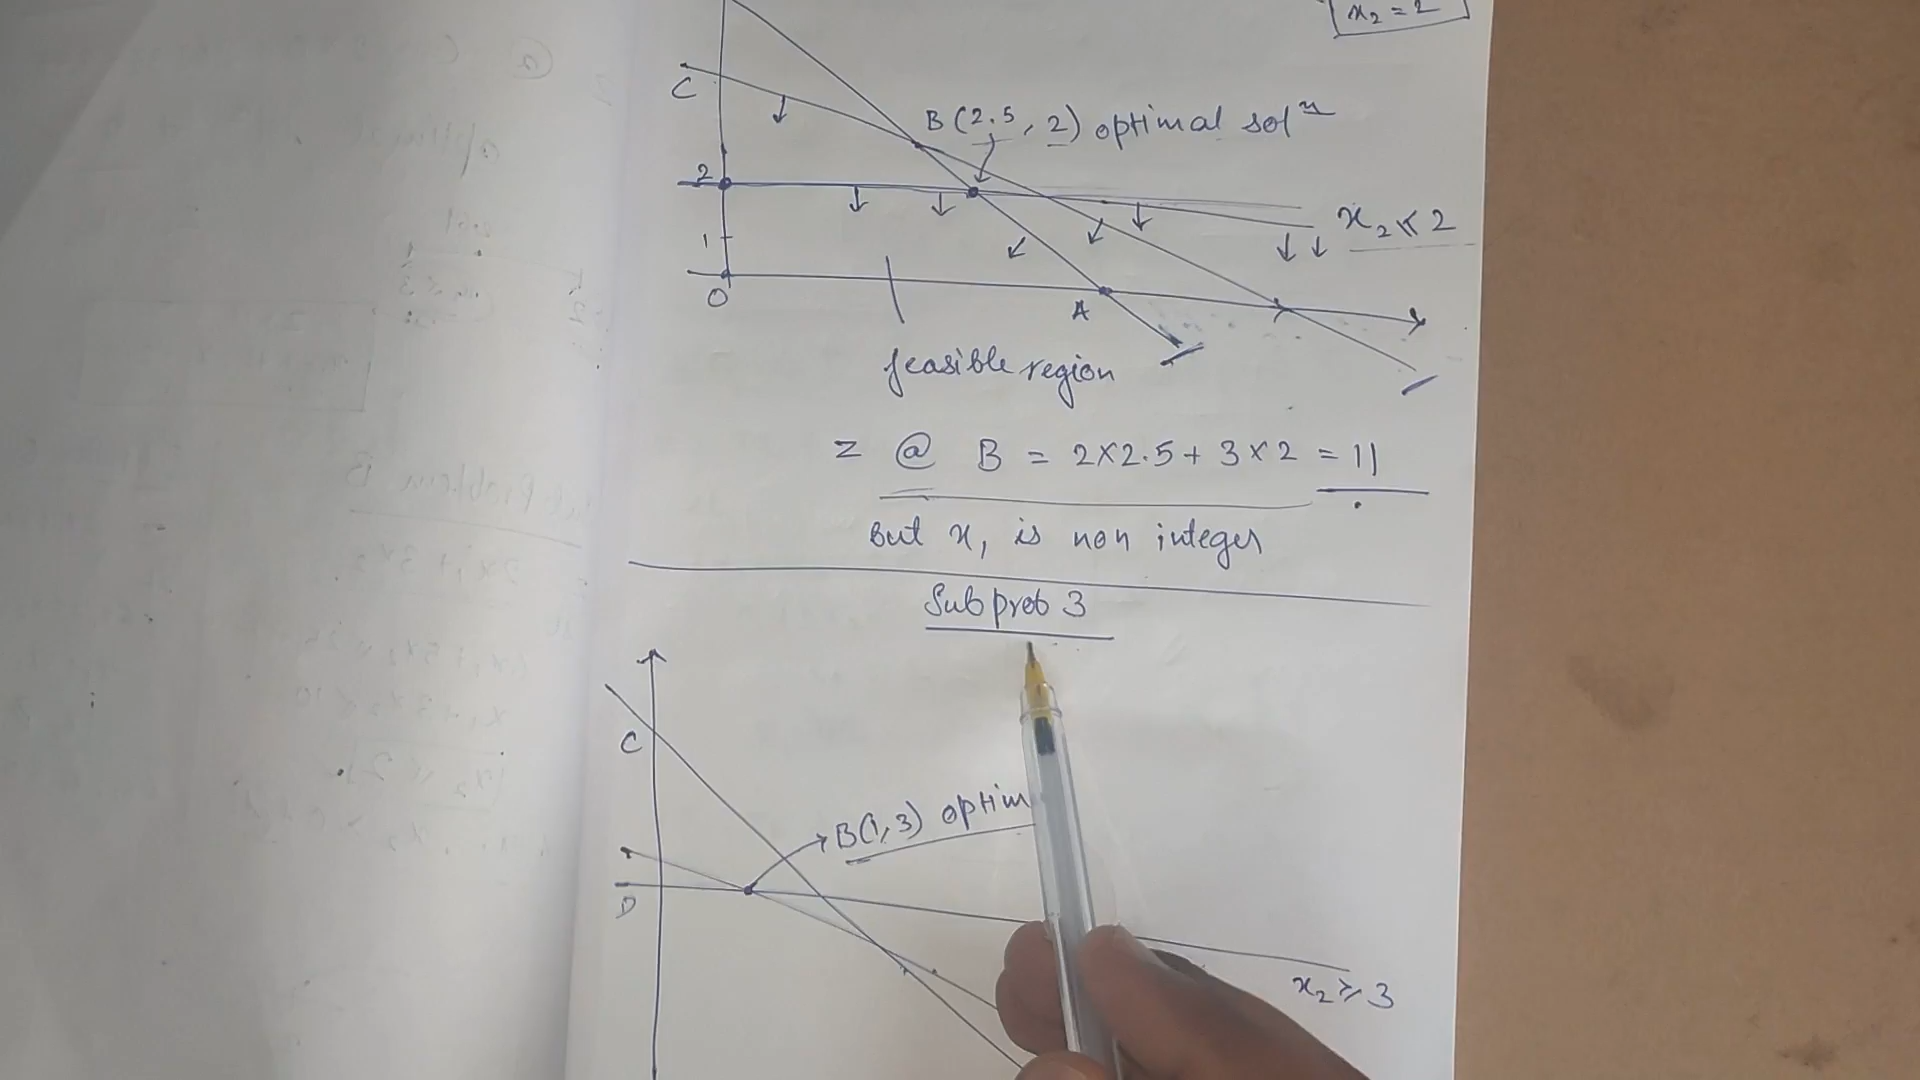 x₂ = 2
C
B(2.5, 2) optimal solⁿ
2
x₂ ≤ 2
1
O
A
feasible region
Z @ B = 2×2.5 + 3×2 = 11
But x₁ is non integer
Sub prob 3
C
B(1,3) optim
D
x₂ ≥ 3